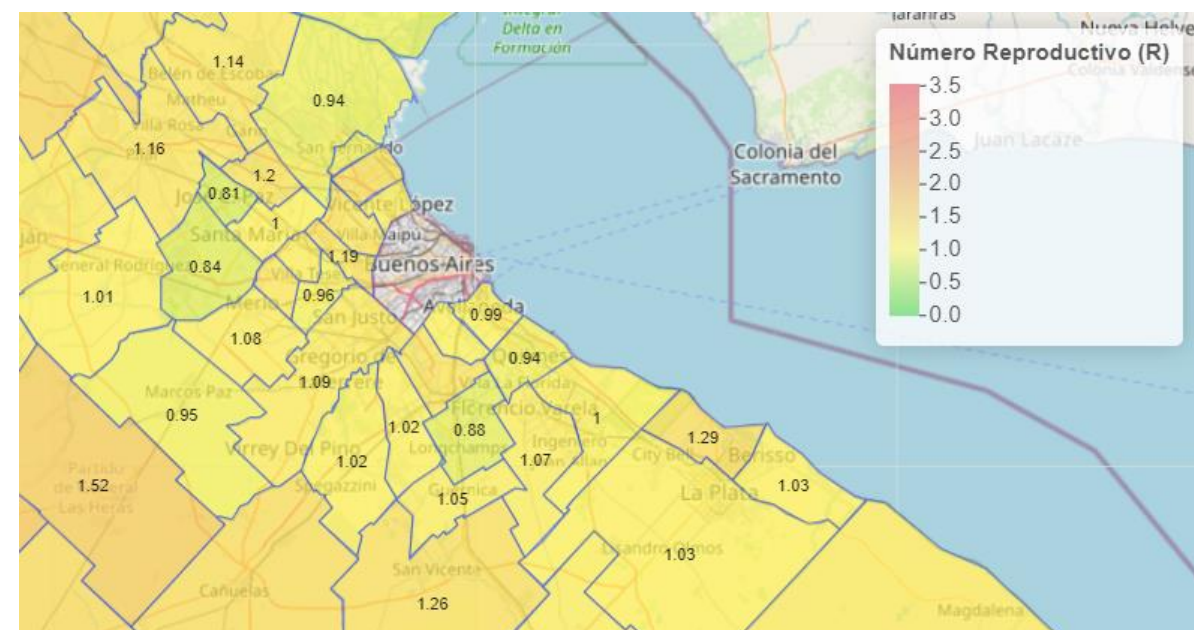 Integral
Delta en
Formación
Tarariras
Nueva Helve
Número Reproductivo (R)
Colonia Valdense
3.5
3.0
2.5
2.0
1.5
1.0
0.5
0.0
Juan Lacaze
Colonia del
Sacramento
1.14
Belén de Escobar
Matheu
0.94
Villa Rosa
Garín
San Fernando
1.16
Pilar
1.2
0.81
José C. Paz
Vicente López
1
Santa María
Villa Maipú
1.19
Buenos Aires
General Rodríguez
0.84
Villa Tesei
ján
1.01
Merlo
0.96
San Justo
Avellaneda
0.99
1.08
Gregorio de
Laferrere
1.09
Quilmes
0.94
Marcos Paz
0.95
Villa La Florida
Florencio Varela
1
1.02
0.88
Virrey Del Pino
Longchamps
Ingeniero
Juan Allan
1.07
1.29
City Bell
Berisso
1.02
Spegazzini
Guernica
1.05
Partido
de General
Las Heras
1.52
La Plata
1.03
Lisandro Olmos
1.03
San Vicente
Cañuelas
1.26
Magdalena